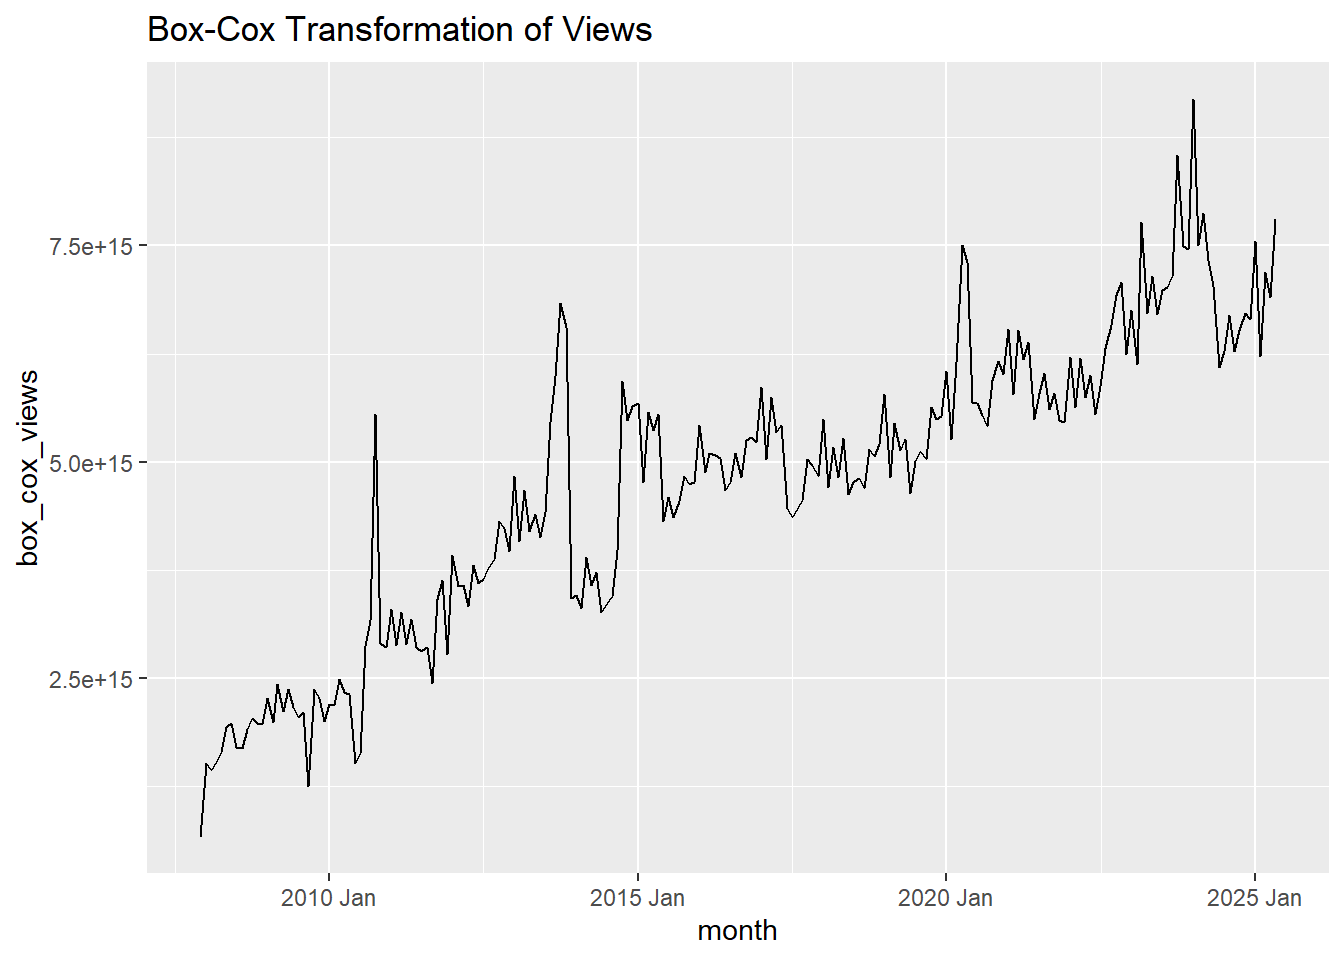 Box-Cox Transformation of Views
box_cox_views
7.5e+15
5.0e+15
2.5e+15
2010 Jan
2015 Jan
2020 Jan
2025 Jan
month